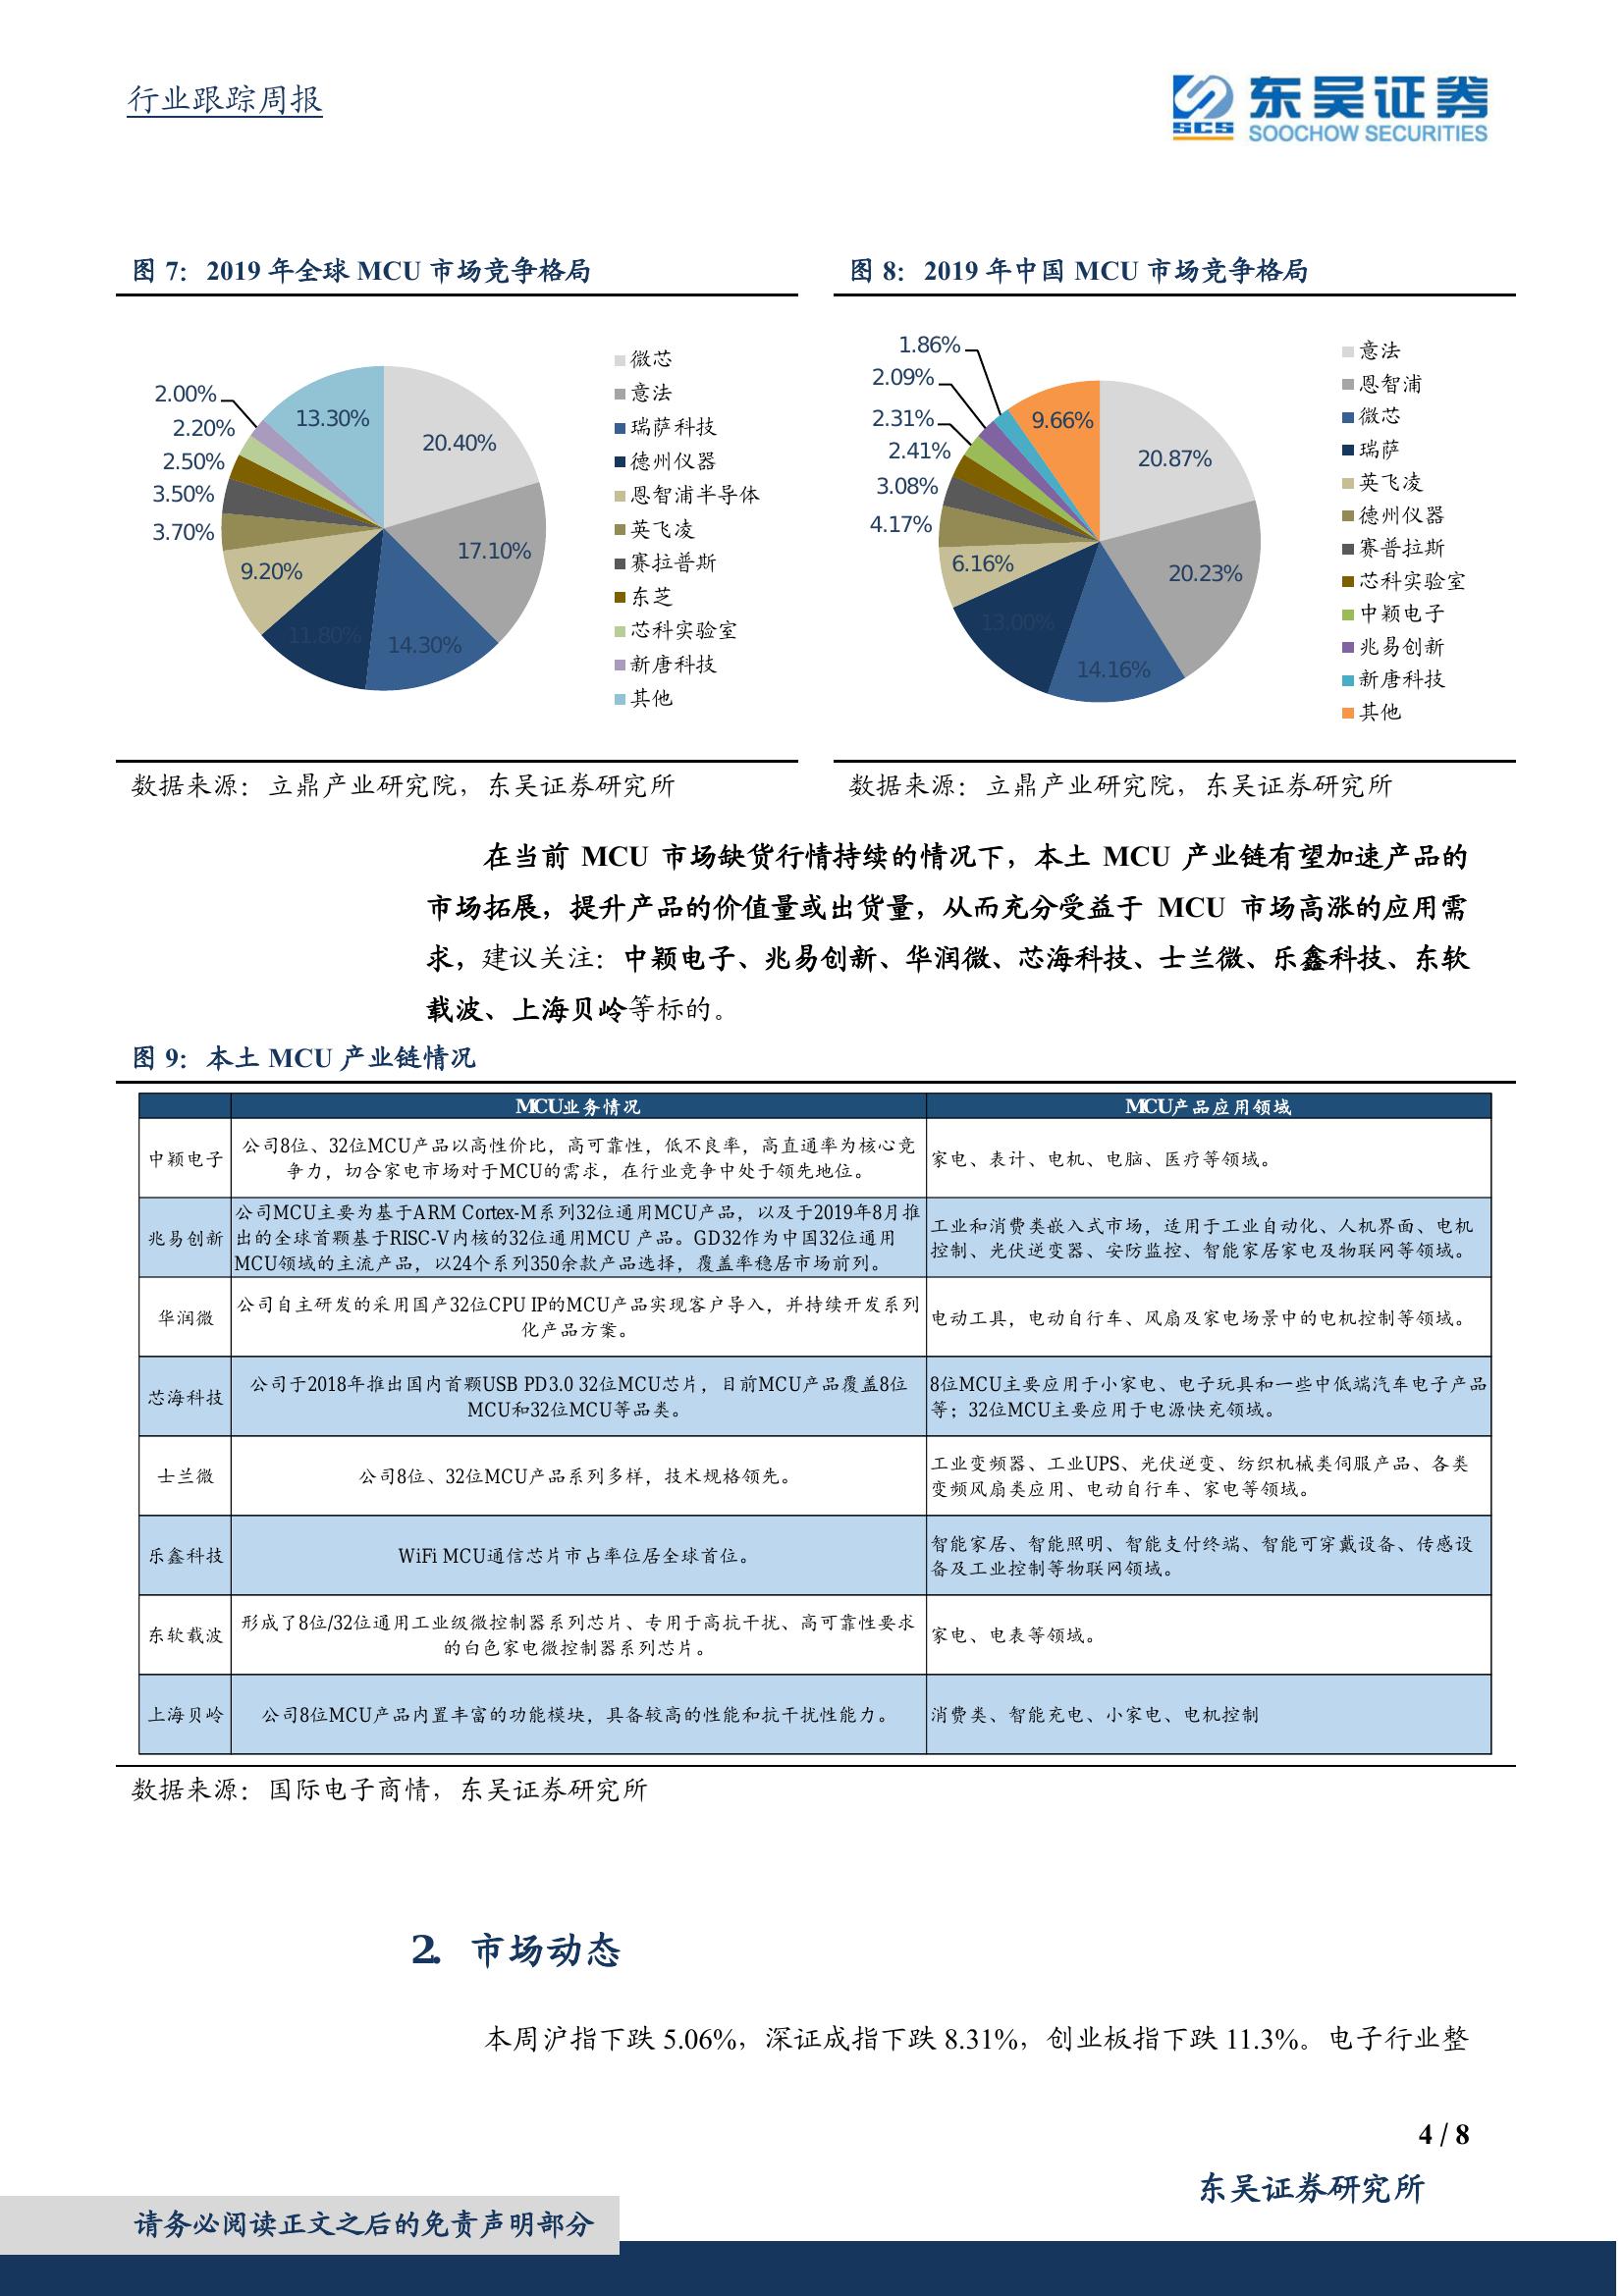 行业跟踪周报
SCS
东吴证券
SOOCHOW SECURITIES
图 7: 2019 年全球 MCU 市场竞争格局
20.40%
17.10%
14.30%
11.80%
9.20%
3.70%
3.50%
2.50%
2.20%
2.00%
13.30%
微芯
意法
瑞萨科技
德州仪器
恩智浦半导体
英飞凌
赛拉普斯
东芝
芯科实验室
新唐科技
其他
数据来源：立鼎产业研究院，东吴证券研究所
图 8: 2019 年中国 MCU 市场竞争格局
20.87%
20.23%
14.16%
13.00%
6.16%
4.17%
3.08%
2.41%
2.31%
2.09%
1.86%
9.66%
意法
恩智浦
微芯
瑞萨
英飞凌
德州仪器
赛普拉斯
芯科实验室
中颖电子
兆易创新
新唐科技
其他
数据来源：立鼎产业研究院，东吴证券研究所
在当前 MCU 市场缺货行情持续的情况下，本土 MCU 产业链有望加速产品的
市场拓展，提升产品的价值量或出货量，从而充分受益于 MCU 市场高涨的应用需
求，建议关注：中颖电子、兆易创新、华润微、芯海科技、士兰微、乐鑫科技、东软
载波、上海贝岭等标的。
图 9: 本土 MCU 产业链情况
MCU业务情况
MCU产品应用领域
中颖电子
公司8位、32位MCU产品以高性价比，高可靠性，低不良率，高直通率为核心竞
争力，切合家电市场对于MCU的需求，在行业竞争中处于领先地位。
家电、表计、电机、电脑、医疗等领域。
兆易创新
公司MCU主要为基于ARM Cortex-M系列32位通用MCU产品，以及于2019年8月推
出的全球首颗基于RISC-V内核的32位通用MCU 产品。GD32作为中国32位通用
MCU领域的主流产品，以24个系列350余款产品选择，覆盖率稳居市场前列。
工业和消费类嵌入式市场，适用于工业自动化、人机界面、电机
控制、光伏逆变器、安防监控、智能家居家电及物联网等领域。
华润微
公司自主研发的采用国产32位CPU IP的MCU产品实现客户导入，并持续开发系列
化产品方案。
电动工具，电动自行车、风扇及家电场景中的电机控制等领域。
芯海科技
公司于2018年推出国内首颗USB PD3.0 32位MCU芯片，目前MCU产品覆盖8位
MCU和32位MCU等品类。
8位MCU主要应用于小家电、电子玩具和一些中低端汽车电子产品
等；32位MCU主要应用于电源快充领域。
士兰微
公司8位、32位MCU产品系列多样，技术规格领先。
工业变频器、工业UPS、光伏逆变、纺织机械类伺服产品、各类
变频风扇类应用、电动自行车、家电等领域。
乐鑫科技
WiFi MCU通信芯片市占率位居全球首位。
智能家居、智能照明、智能支付终端、智能可穿戴设备、传感设
备及工业控制等物联网领域。
东软载波
形成了8位/32位通用工业级微控制器系列芯片、专用于高抗干扰、高可靠性要求
的白色家电微控制器系列芯片。
家电、电表等领域。
上海贝岭
公司8位MCU产品内置丰富的功能模块，具备较高的性能和抗干扰性能力。
消费类、智能充电、小家电、电机控制
数据来源：国际电子商情，东吴证券研究所
2. 市场动态
本周沪指下跌 5.06%，深证成指下跌 8.31%，创业板指下跌 11.3%。电子行业整
4 / 8
东吴证券研究所
请务必阅读正文之后的免责声明部分